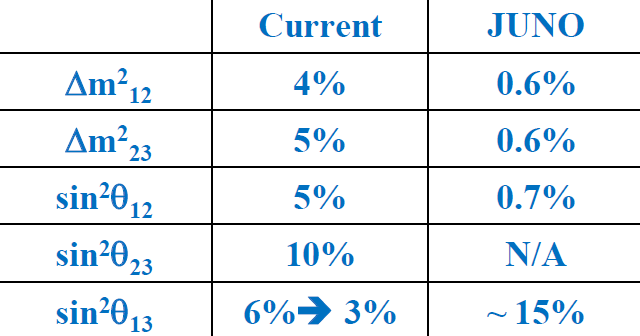 Current JUNO
Δm²₁₂ 4% 0.6%
Δm²₂₃ 5% 0.6%
sin²θ₁₂ 5% 0.7%
sin²θ₂₃ 10% N/A
sin²θ₁₃ 6%➔ 3% ~ 15%